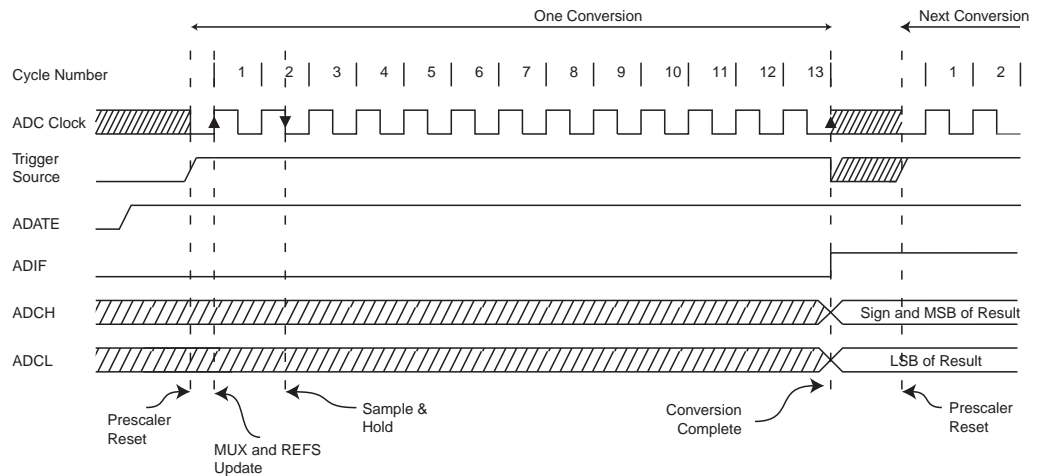 One Conversion
Next Conversion
Cycle Number
1 2 3 4 5 6 7 8 9 10 11 12 13 1 2
ADC Clock
Trigger
Source
ADATE
ADIF
ADCH
Sign and MSB of Result
ADCL
LSB of Result
Prescaler
Reset
MUX and REFS
Update
Sample &
Hold
Conversion
Complete
Prescaler
Reset